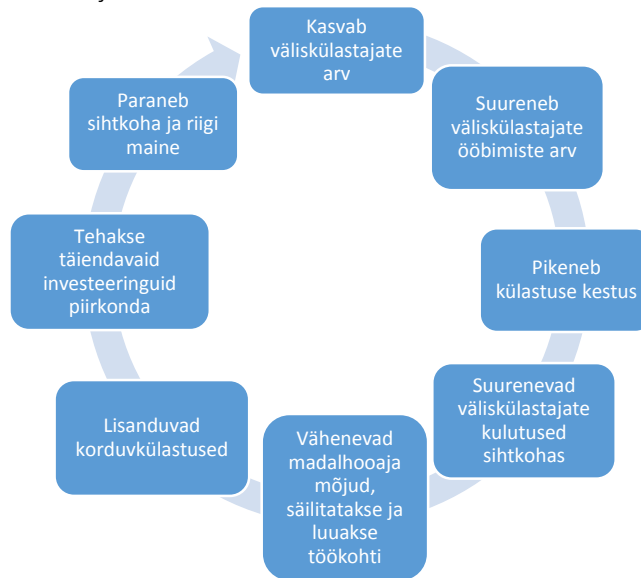 Kasvab
väliskülastajate
arv
Suureneb
väliskülastajate
ööbimiste arv
Pikeneb
külastuse kestus
Suurenevad
väliskülastajate
kulutused
sihtkohas
Vähenevad
madalhooaja
mõjud,
säilitatakse ja
luuakse
töökohti
Lisanduvad
korduvkülastused
Tehakse
täiendavaid
investeeringuid
piirkonda
Paraneb
sihtkoha ja riigi
maine